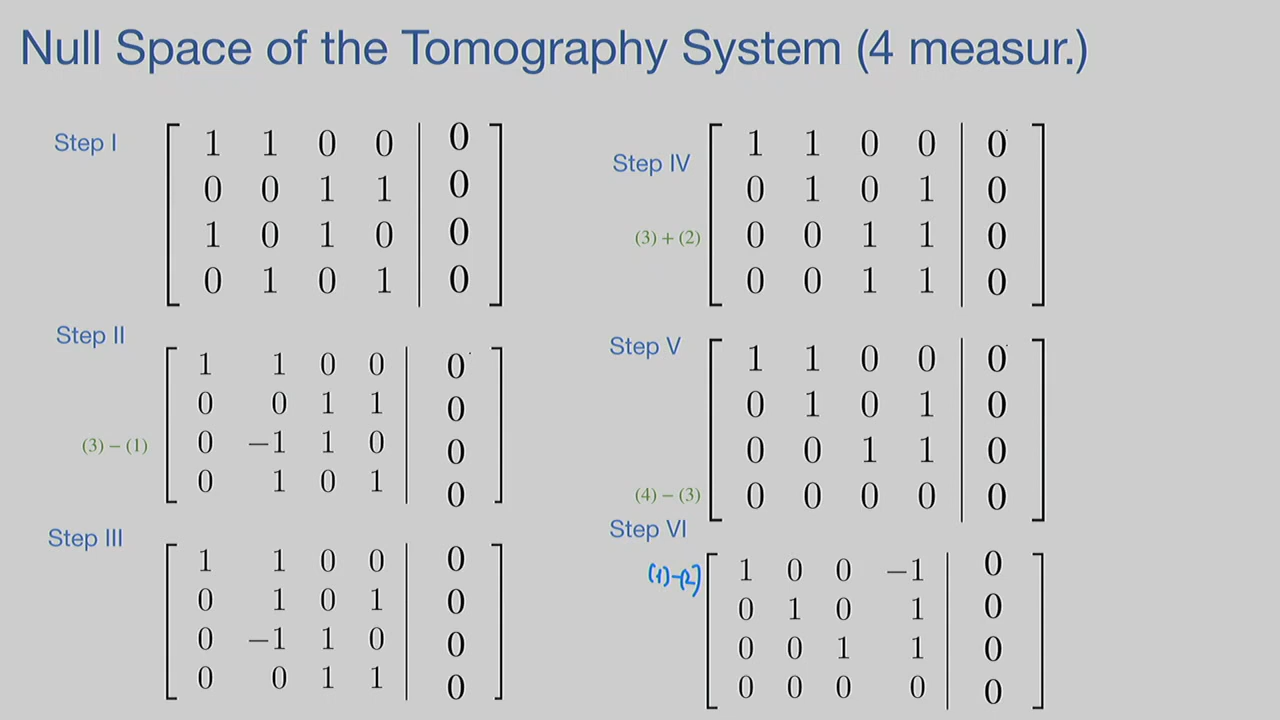 Null Space of the Tomography System (4 measur.)
Step I
1 1 0 0 | 0
0 0 1 1 | 0
1 0 1 0 | 0
0 1 0 1 | 0
Step II
1 1 0 0 | 0
0 0 1 1 | 0
(3) − (1) 0 −1 1 0 | 0
0 1 0 1 | 0
Step III
1 1 0 0 | 0
0 1 0 1 | 0
0 −1 1 0 | 0
0 0 1 1 | 0
Step IV
1 1 0 0 | 0
0 1 0 1 | 0
(3) + (2) 0 0 1 1 | 0
0 0 1 1 | 0
Step V
1 1 0 0 | 0
0 1 0 1 | 0
0 0 1 1 | 0
(4) − (3) 0 0 0 0 | 0
Step VI
(1)-(2) 1 0 0 −1 | 0
0 1 0 1 | 0
0 0 1 1 | 0
0 0 0 0 | 0